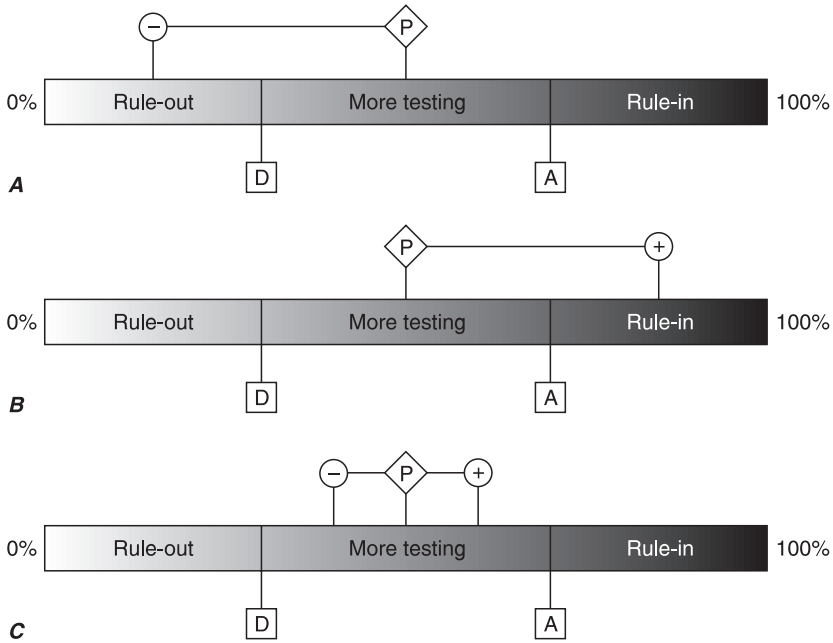 − P
0% Rule-out More testing Rule-in 100%
D A
A
P +
0% Rule-out More testing Rule-in 100%
D A
B
− P +
0% Rule-out More testing Rule-in 100%
D A
C